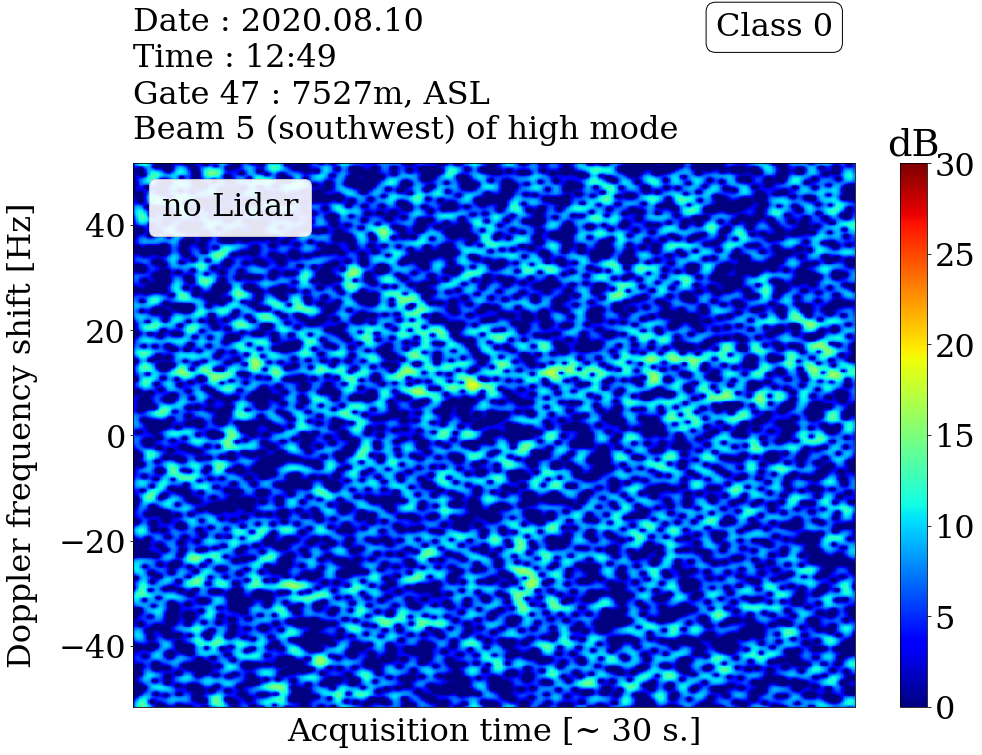 Date : 2020.08.10
Time : 12:49
Gate 47 : 7527m, ASL
Beam 5 (southwest) of high mode
Class 0
dB
no Lidar
Doppler frequency shift [Hz]
40
20
0
−20
−40
30
25
20
15
10
5
0
Acquisition time [~ 30 s.]